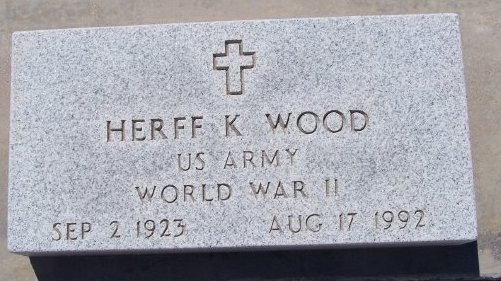 HERFF K WOOD
US ARMY
WORLD WAR II
SEP 2 1923 AUG 17 1992